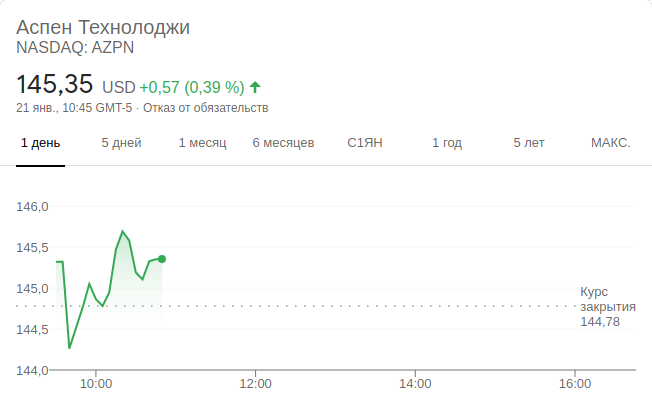 Аспен Технолоджи
NASDAQ: AZPN
145,35 USD +0,57 (0,39 %)
21 янв., 10:45 GMT-5 · Отказ от обязательств
1 день 5 дней 1 месяц 6 месяцев С1ЯН 1 год 5 лет МАКС.
146,0
145,5
145,0
Курс
закрытия
144,78
144,5
144,0
10:00 12:00 14:00 16:00